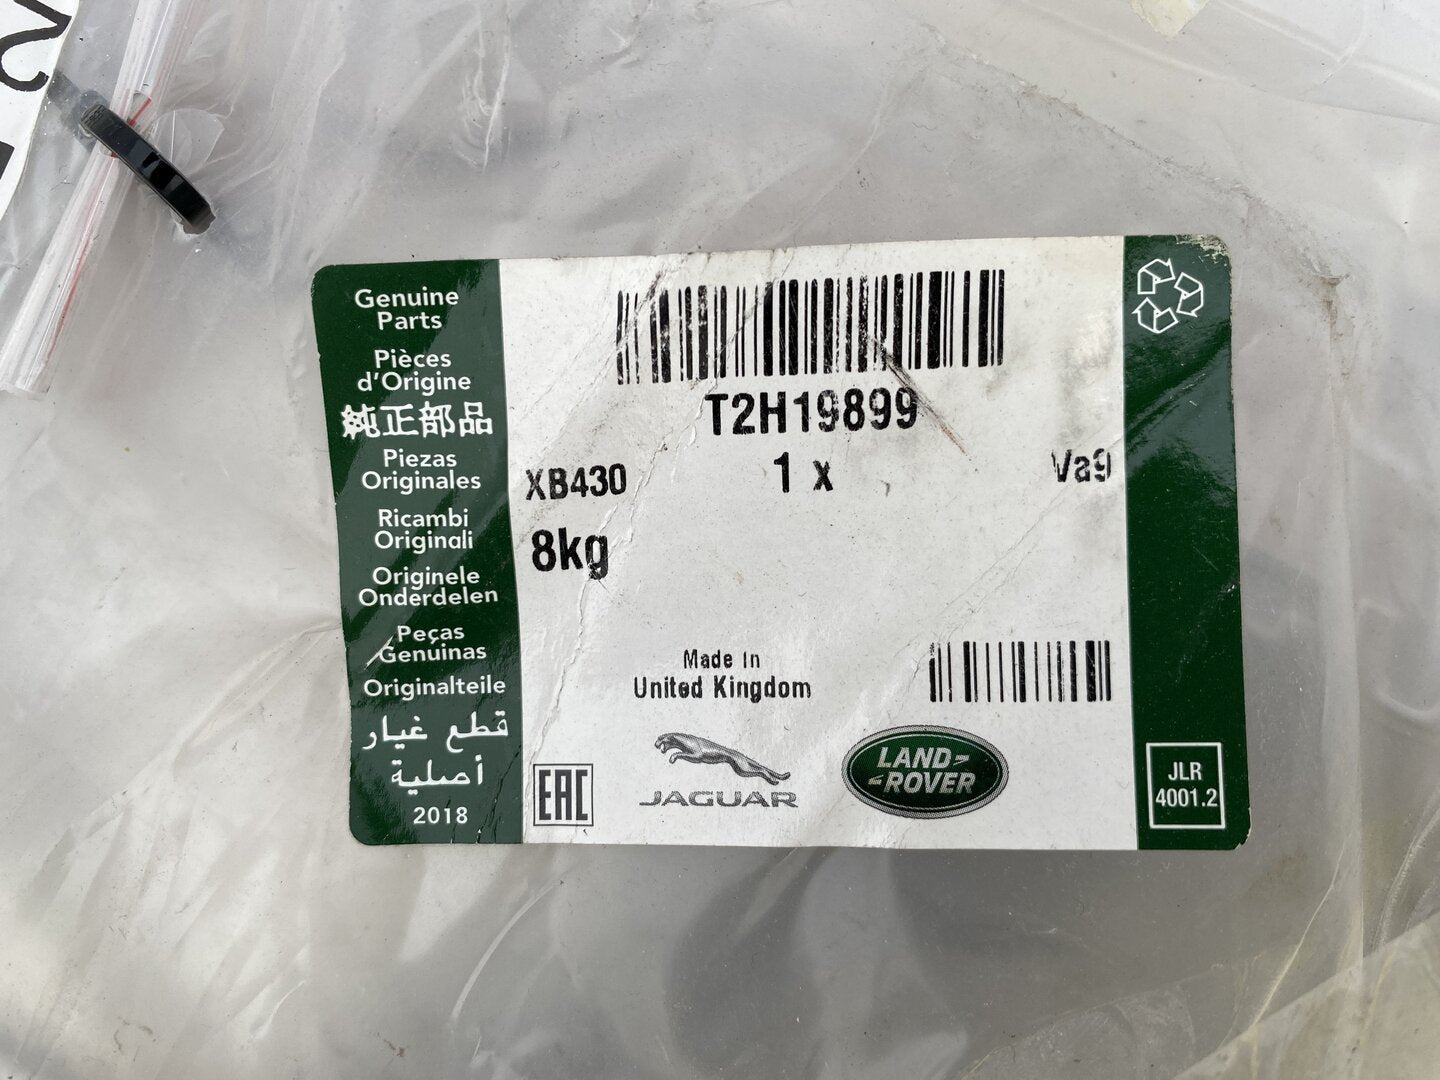 Genuine
Parts
Pièces
d'Origine
純正部品
Piezas
Originales
Ricambi
Originali
Originele
Onderdelen
Peças
Genuinas
Originalteile
قطع غيار
أصلية
2018
T2H19899
XB430
1 x
Va9
8kg
Made in
United Kingdom
EAC
JAGUAR
LAND-
-ROVER
JLR
4001.2